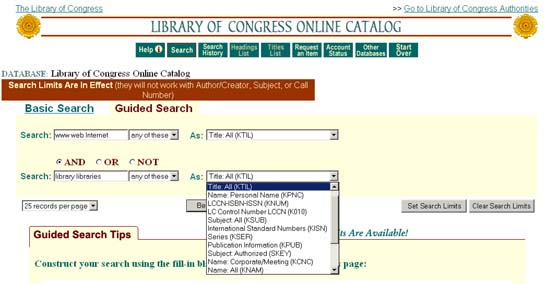 The Library of Congress >> Go to Library of Congress Authorities
LIBRARY OF CONGRESS ONLINE CATALOG
Help Search Search History Headings List Titles List Request an Item Account Status Other Databases Start Over
DATABASE: Library of Congress Online Catalog
Search Limits Are In Effect (they will not work with Author/Creator, Subject, or Call
Number)
Basic Search Guided Search
Search: www web Internet any of these As: Title: All (KTIL)
AND OR NOT
Search: library libraries any of these As: Title: All (KTIL)
Title: All (KTIL)
Name: Personal Name (KPNC)
LCCN-ISBN-ISSN (KNUM)
LC Control Number LCCN (K010)
Subject: All (KSUB)
International Standard Numbers (KISN)
Series (KSER)
Publication Information (KPUB)
Subject: Authorized (SKEY)
Name: Corporate/Meeting (KCNC)
Name: All (KNAM)
25 records per page Be Set Search Limits Clear Search Limits
Guided Search Tips ts Are Available!
Construct your search using the fill-in bl page: